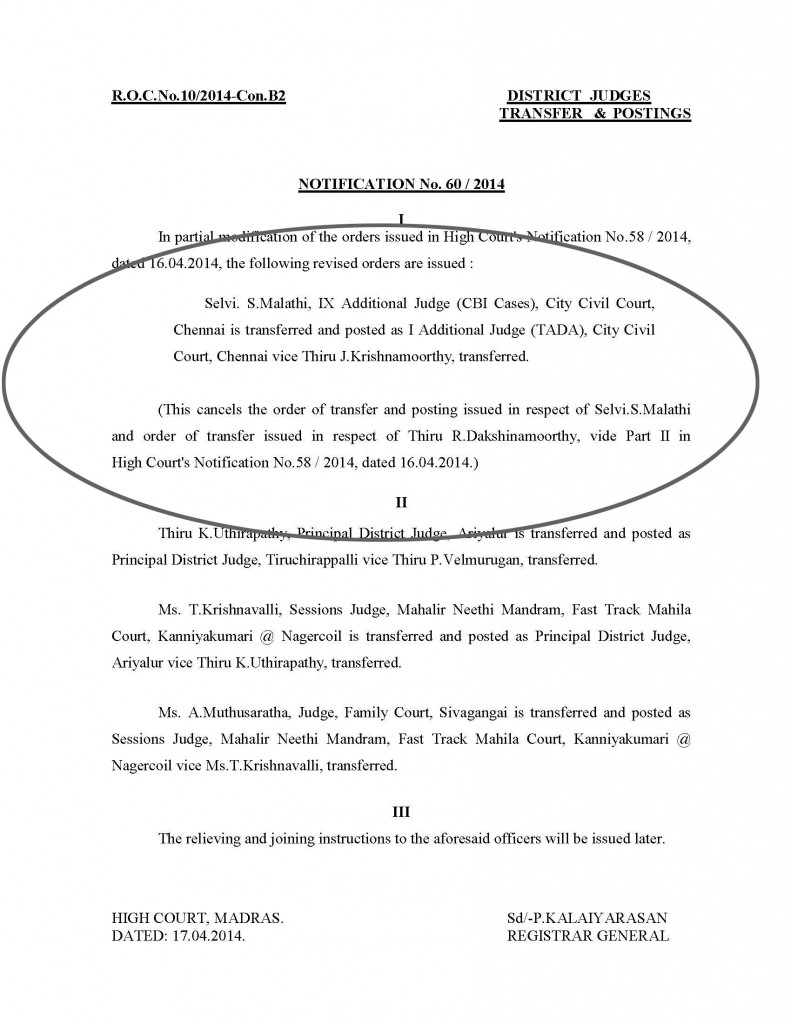 R.O.C.No.10/2014-Con.B2
DISTRICT JUDGES
TRANSFER & POSTINGS
NOTIFICATION No. 60 / 2014
I
In partial modification of the orders issued in High Court's Notification No.58 / 2014,
dated 16.04.2014, the following revised orders are issued :
Selvi. S.Malathi, IX Additional Judge (CBI Cases), City Civil Court,
Chennai is transferred and posted as I Additional Judge (TADA), City Civil
Court, Chennai vice Thiru J.Krishnamoorthy, transferred.
(This cancels the order of transfer and posting issued in respect of Selvi.S.Malathi
and order of transfer issued in respect of Thiru R.Dakshinamoorthy, vide Part II in
High Court's Notification No.58 / 2014, dated 16.04.2014.)
II
Thiru K.Uthirapathy, Principal District Judge, Ariyalur is transferred and posted as
Principal District Judge, Tiruchirappalli vice Thiru P.Velmurugan, transferred.
Ms. T.Krishnavalli, Sessions Judge, Mahalir Neethi Mandram, Fast Track Mahila
Court, Kanniyakumari @ Nagercoil is transferred and posted as Principal District Judge,
Ariyalur vice Thiru K.Uthirapathy, transferred.
Ms. A.Muthusaratha, Judge, Family Court, Sivagangai is transferred and posted as
Sessions Judge, Mahalir Neethi Mandram, Fast Track Mahila Court, Kanniyakumari @
Nagercoil vice Ms.T.Krishnavalli, transferred.
III
The relieving and joining instructions to the aforesaid officers will be issued later.
HIGH COURT, MADRAS.
DATED: 17.04.2014.
Sd/-P.KALAIYARASAN
REGISTRAR GENERAL